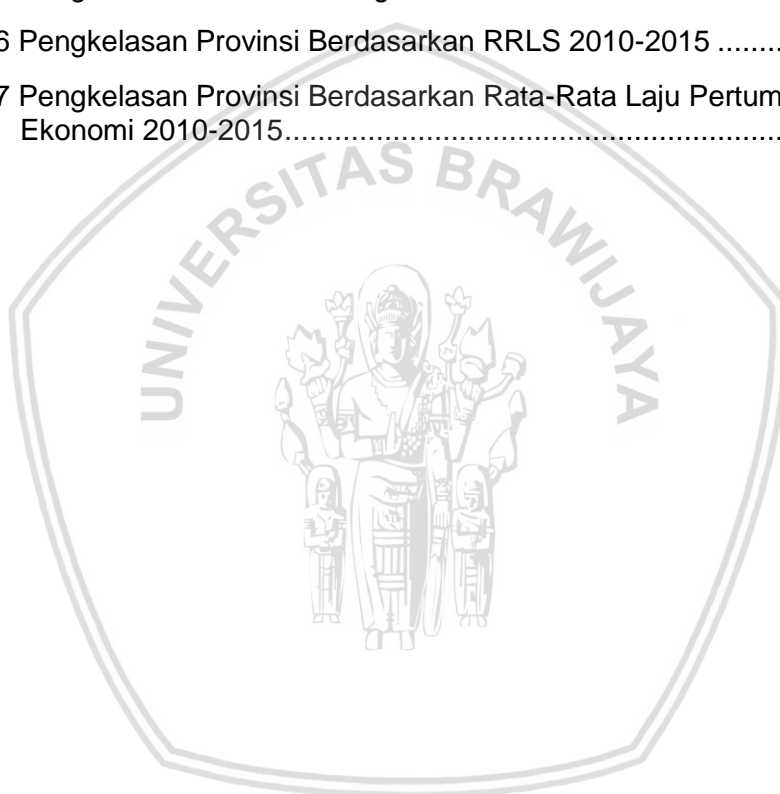 6 Pengkelasan Provinsi Berdasarkan RRLS 2010-2015 ........
7 Pengkelasan Provinsi Berdasarkan Rata-Rata Laju Pertum
Ekonomi 2010-2015............................................................
UNIVERSITAS BRAWIJAYA